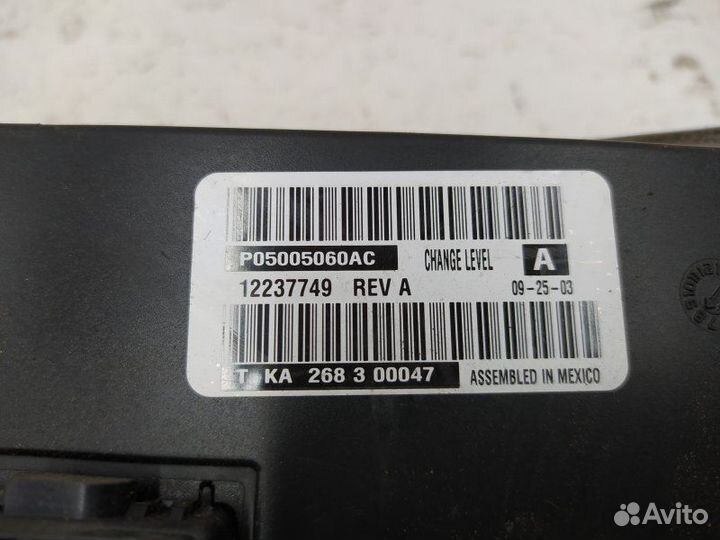 P05005060AC CHANGE LEVEL A
12237749 REV A 09-25-03
T KA 268 3 00047 ASSEMBLED IN MEXICO
Avito